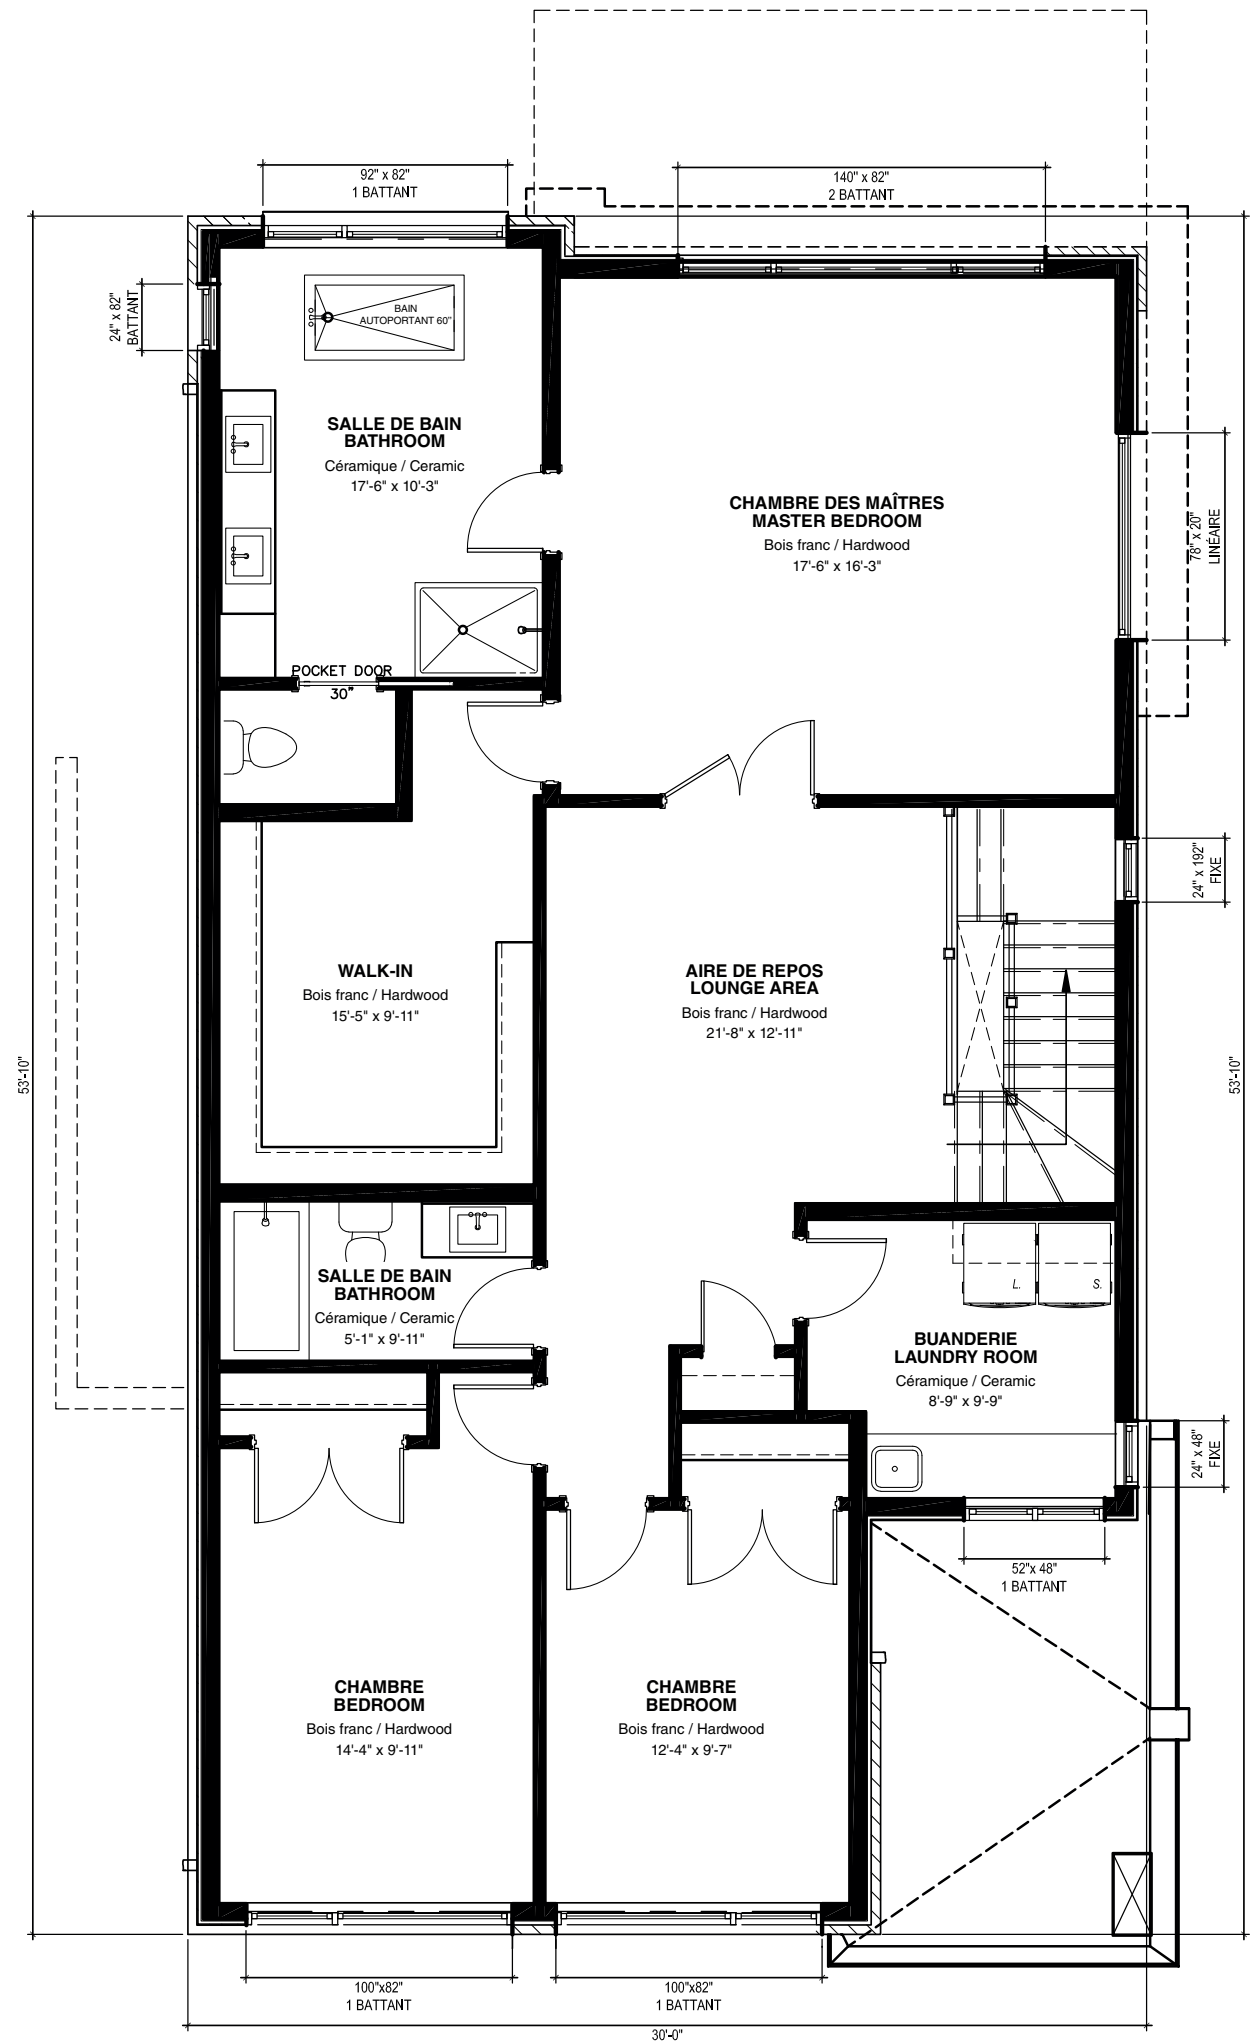 92" x 82"
1 BATTANT
140" x 82"
2 BATTANT
24" x 82"
BATTANT
BAIN
AUTOPORTANT 60"
SALLE DE BAIN
BATHROOM
Céramique / Ceramic
17'-6" x 10'-3"
CHAMBRE DES MAÎTRES
MASTER BEDROOM
Bois franc / Hardwood
17'-6" x 16'-3"
78" x 20"
LINÉAIRE
POCKET DOOR
30"
24" x 192"
FIXE
WALK-IN
Bois franc / Hardwood
15'-5" x 9'-11"
AIRE DE REPOS
LOUNGE AREA
Bois franc / Hardwood
21'-8" x 12'-11"
53'-10"
53'-10"
SALLE DE BAIN
BATHROOM
Céramique / Ceramic
5'-1" x 9'-11"
L.
S.
BUANDERIE
LAUNDRY ROOM
Céramique / Ceramic
8'-9" x 9'-9"
24" x 48"
FIXE
52"x 48"
1 BATTANT
CHAMBRE
BEDROOM
Bois franc / Hardwood
14'-4" x 9'-11"
CHAMBRE
BEDROOM
Bois franc / Hardwood
12'-4" x 9'-7"
100"x82"
1 BATTANT
100"x82"
1 BATTANT
30'-0"